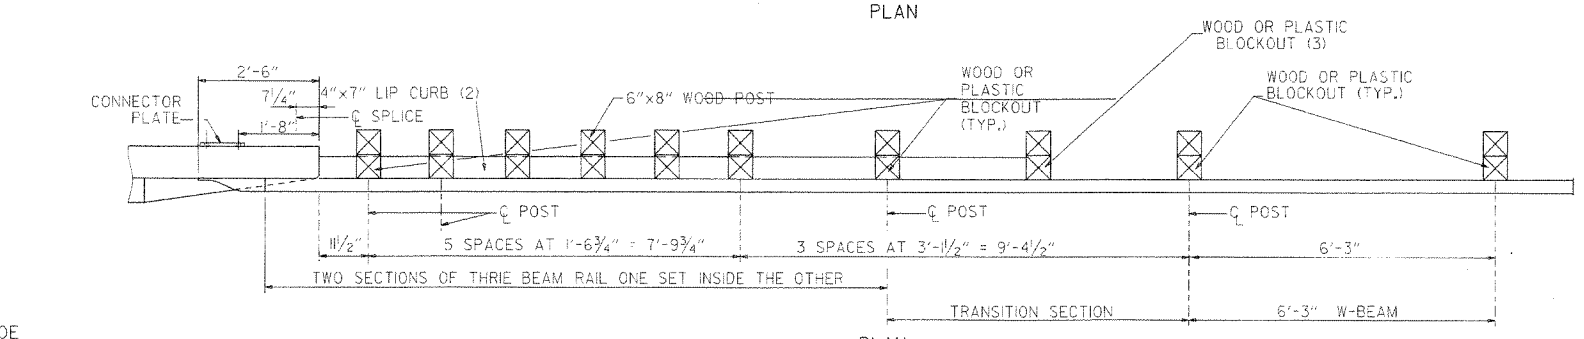 PLAN
WOOD OR PLASTIC
BLOCKOUT (3)
2'-6"
7 1/4"
4"x7" LIP CURB (2)
WOOD OR
PLASTIC
BLOCKOUT
(TYP.)
WOOD OR PLASTIC
BLOCKOUT (TYP.)
CONNECTOR
PLATE
6"x8" WOOD POST
℄ SPLICE
1'-8"
℄ POST
℄ POST
℄ POST
11 1/2"
5 SPACES AT 1'-6 3/4" = 7'-9 3/4"
3 SPACES AT 3'-1 1/2" = 9'-4 1/2"
6'-3"
TWO SECTIONS OF THRIE BEAM RAIL ONE SET INSIDE THE OTHER
TRANSITION SECTION
6'-3" W-BEAM